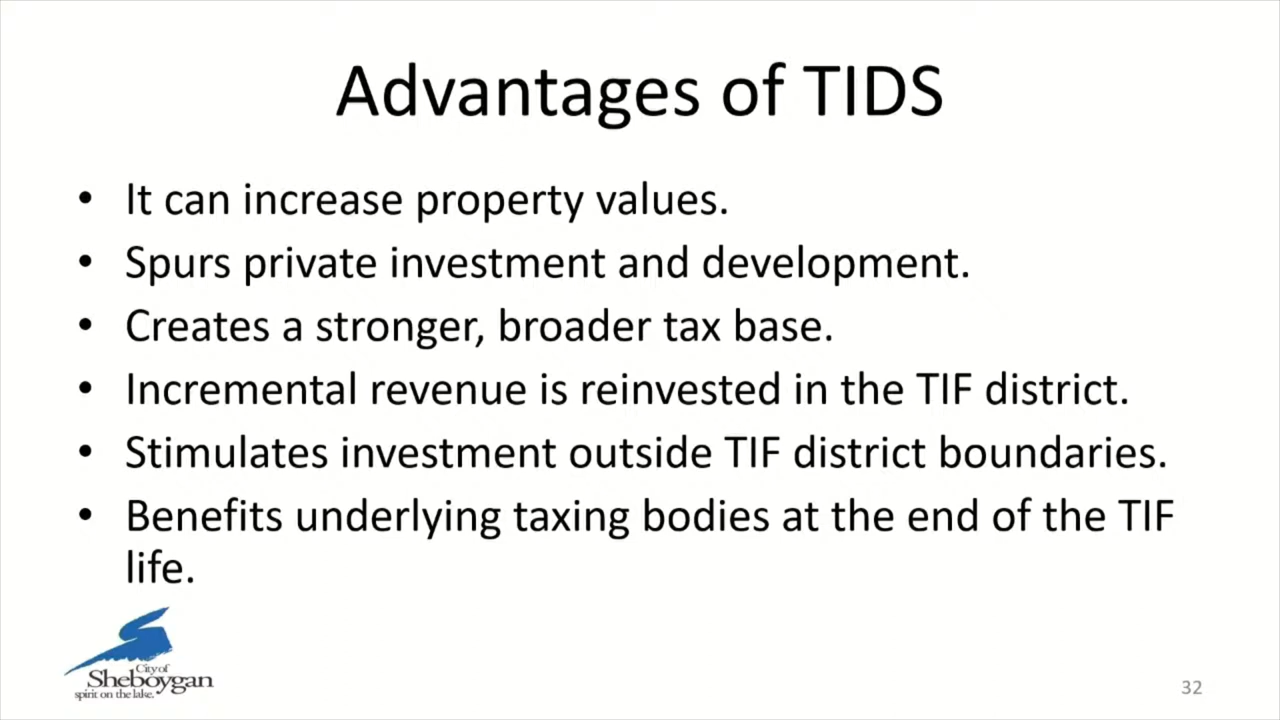 Advantages of TIDS
• It can increase property values.
• Spurs private investment and development.
• Creates a stronger, broader tax base.
• Incremental revenue is reinvested in the TIF district.
• Stimulates investment outside TIF district boundaries.
• Benefits underlying taxing bodies at the end of the TIF
life.
City of
Sheboygan
spirit on the lake.
32